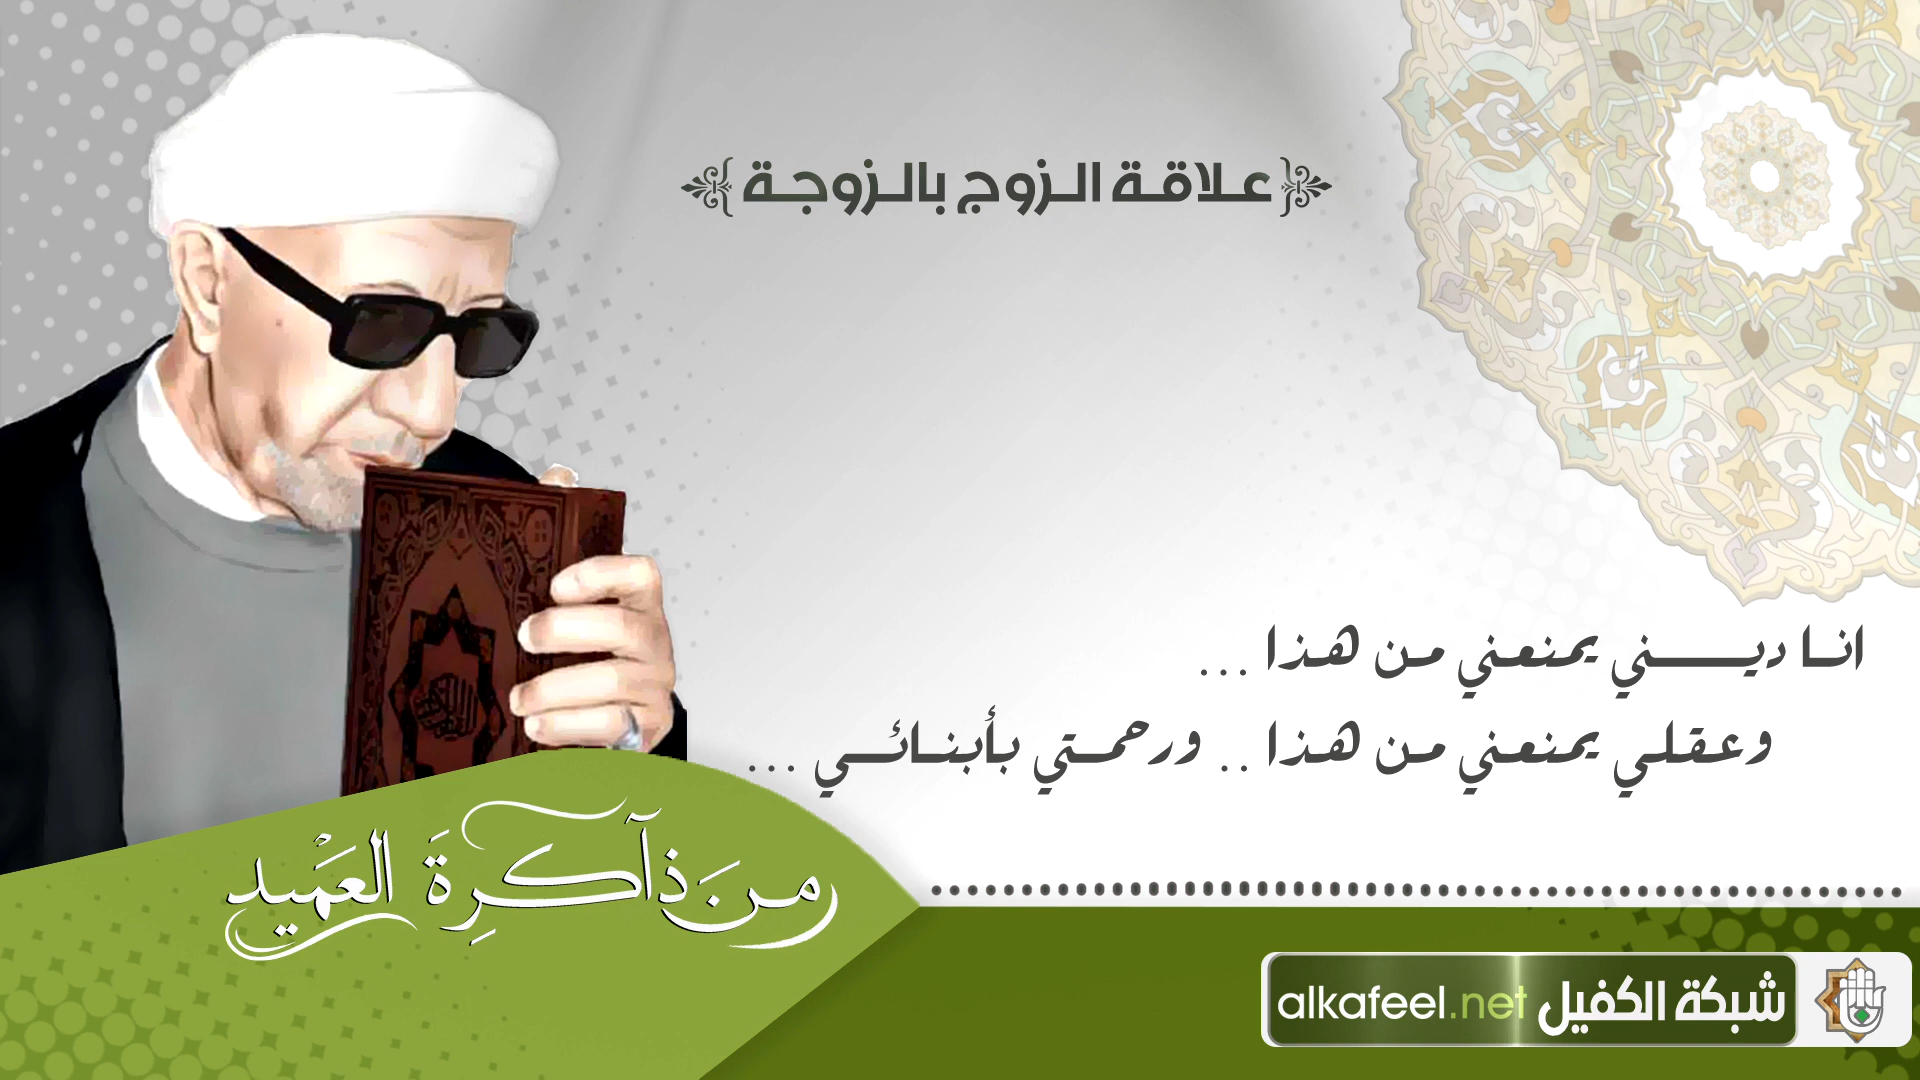 علاقة الزوج بالزوجة
انا ديني يمنعني من هذا ...
وعقلي يمنعني من هذا .. ورحمتي بأبنائي ...
من ذاكرة العميد
alkafeel.net شبكة الكفيل